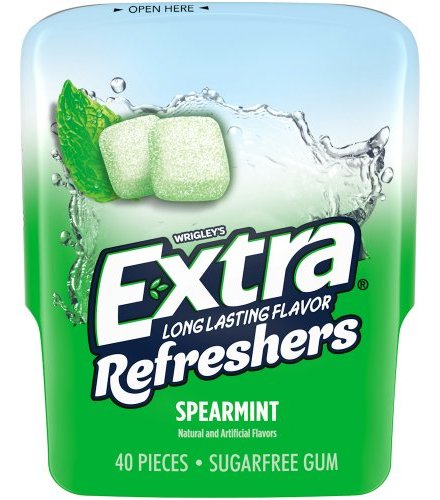 OPEN HERE
WRIGLEY'S
Extra®
LONG LASTING FLAVOR
Refreshers
SPEARMINT
Natural and Artificial Flavors
40 PIECES • SUGARFREE GUM